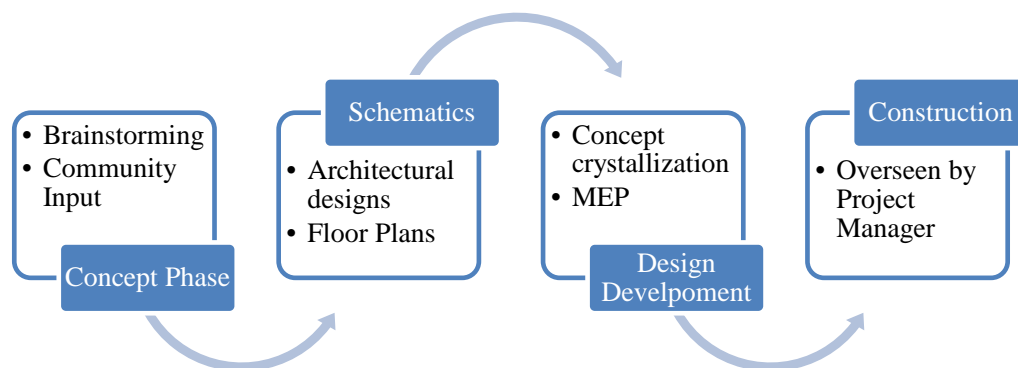 • Brainstorming
• Community
Input
Concept Phase
Schematics
• Architectural
designs
• Floor Plans
• Concept
crystallization
• MEP
Design
Develpoment
Construction
• Overseen by
Project
Manager